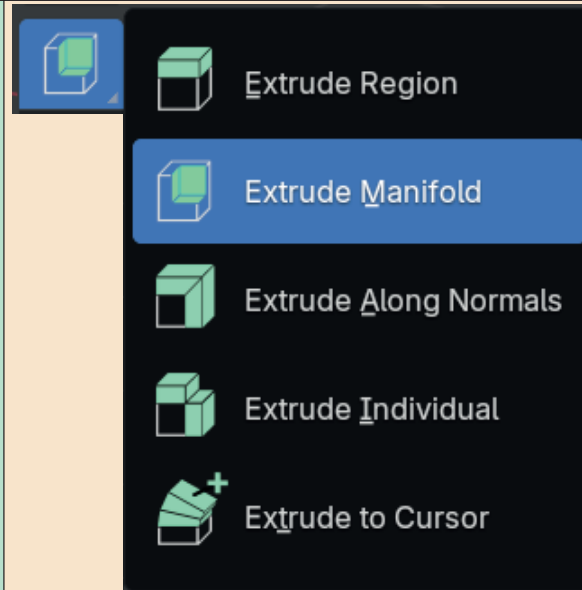 Extrude Region
Extrude Manifold
Extrude Along Normals
Extrude Individual
Extrude to Cursor